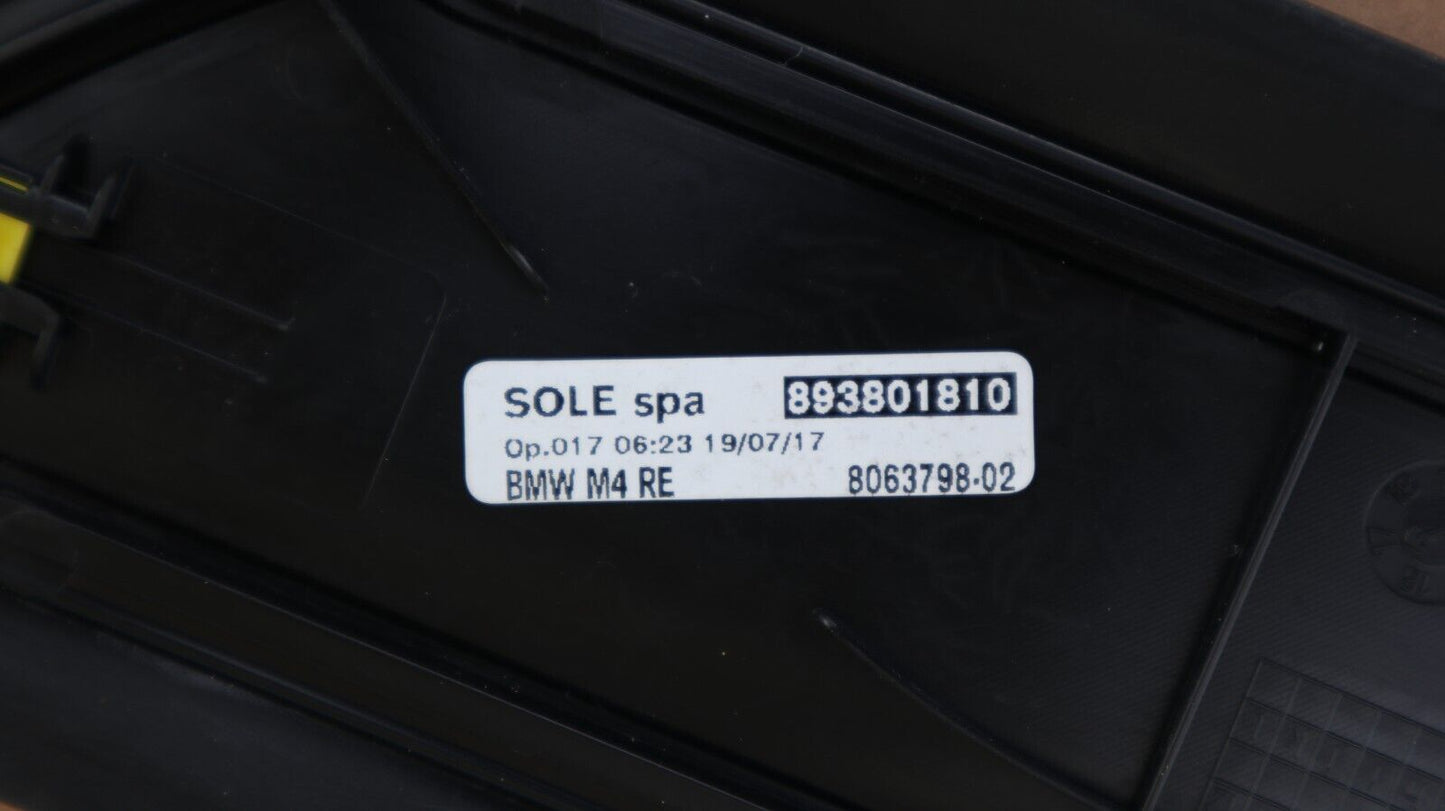 SOLE spa 893801810
Op.017 06:23 19/07/17
BMW M4 RE 8063798-02